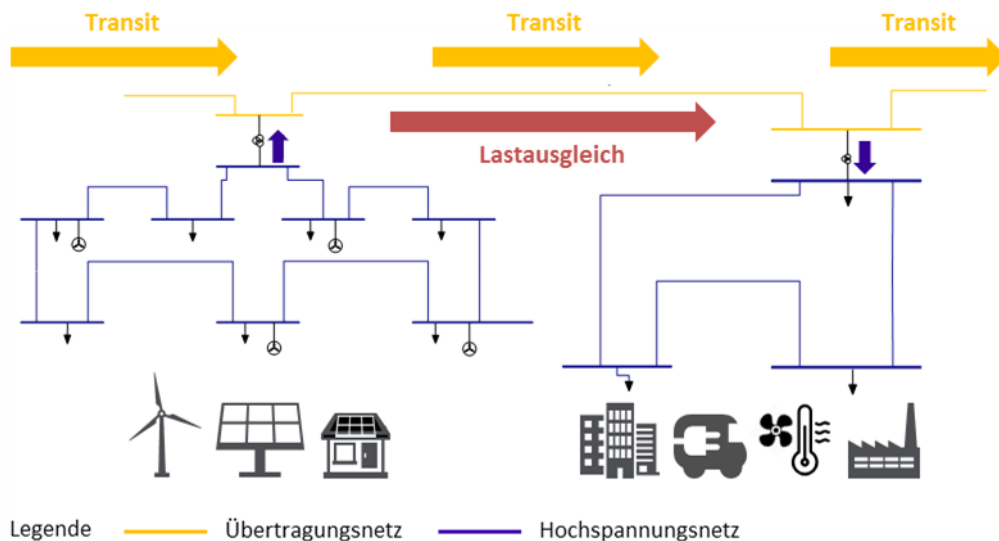 Transit
Transit
Transit
Lastausgleich
Legende
Übertragungsnetz
Hochspannungsnetz